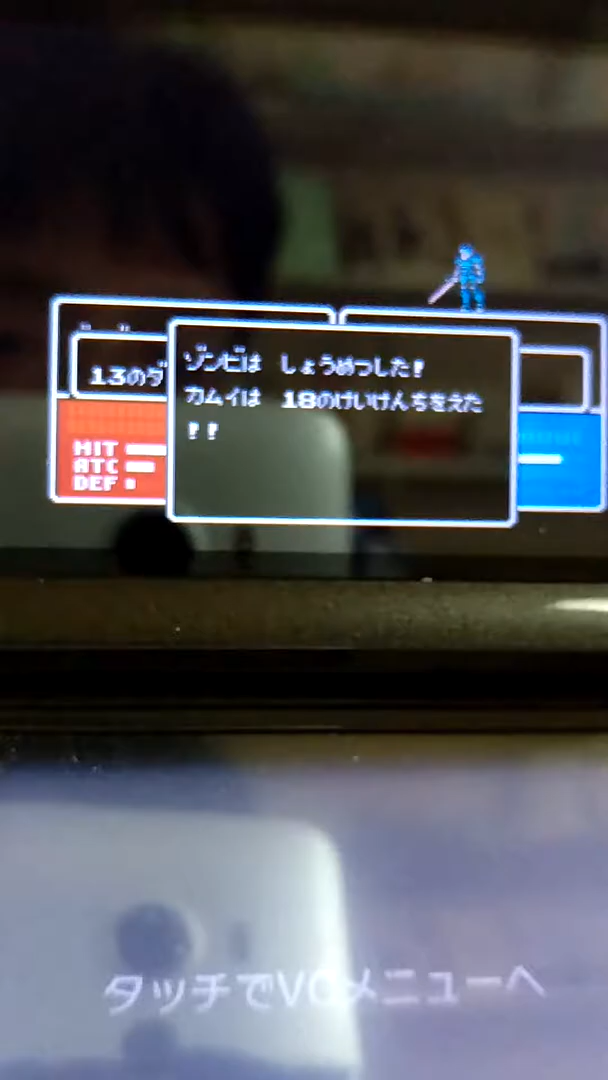 ゾンビは しょうめつした!
13のダ
カムイは 18のけいけんちをえた
!!
HIT
ATC
DEF
タッチでVCメニューへ